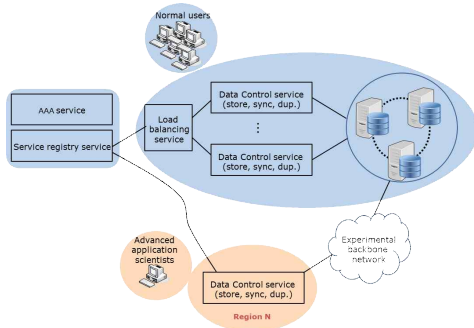 Normal users
AAA service
Service registry service
Load
balancing
service
Data Control service
(store, sync, dup.)
Data Control service
(store, sync, dup.)
Advanced
application
scientists
Experimental
backbone
network
Data Control service
(store, sync, dup.)
Region N